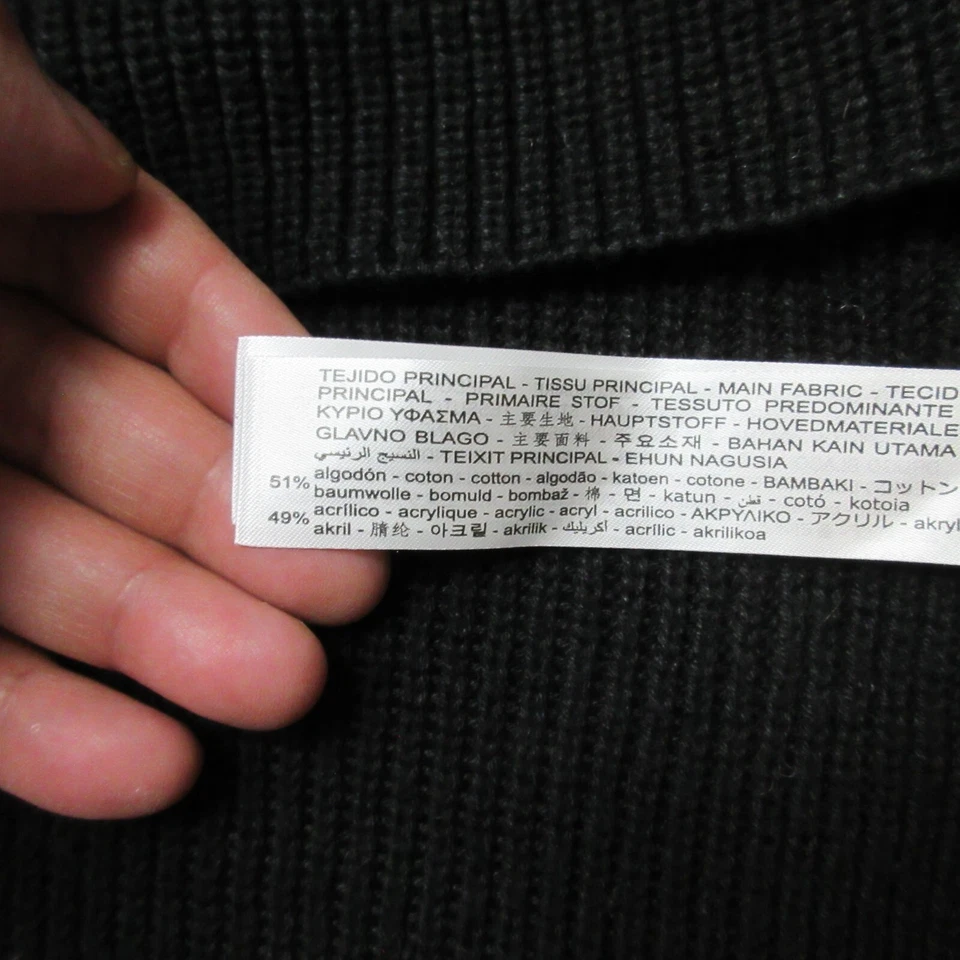 TEJIDO PRINCIPAL - TISSU PRINCIPAL - MAIN FABRIC - TECID
PRINCIPAL - PRIMAIRE STOF - TESSUTO PREDOMINANTE
ΚΥΡΙΟ ΥΦΑΣΜΑ - 主要生地 - HAUPTSTOFF - HOVEDMATERIALE
GLAVNO BLAGO - 主要面料 - 주요소재 - BAHAN KAIN UTAMA
النسيج الرئيسي - TEIXIT PRINCIPAL - EHUN NAGUSIA
51% algodón - coton - cotton - algodão - katoen - cotone - ΒΑΜΒΑΚΙ - コットン
baumwolle - bomuld - bombaž - 棉 - 면 - katun - قطن - cotó - kotoia
49% acrílico - acrylique - acrylic - acryl - acrilico - ΑΚΡΥΛΙΚΟ - アクリル - akryl
akril - 腈纶 - 아크릴 - akrilik - أكريليك - acrílic - akrilikoa